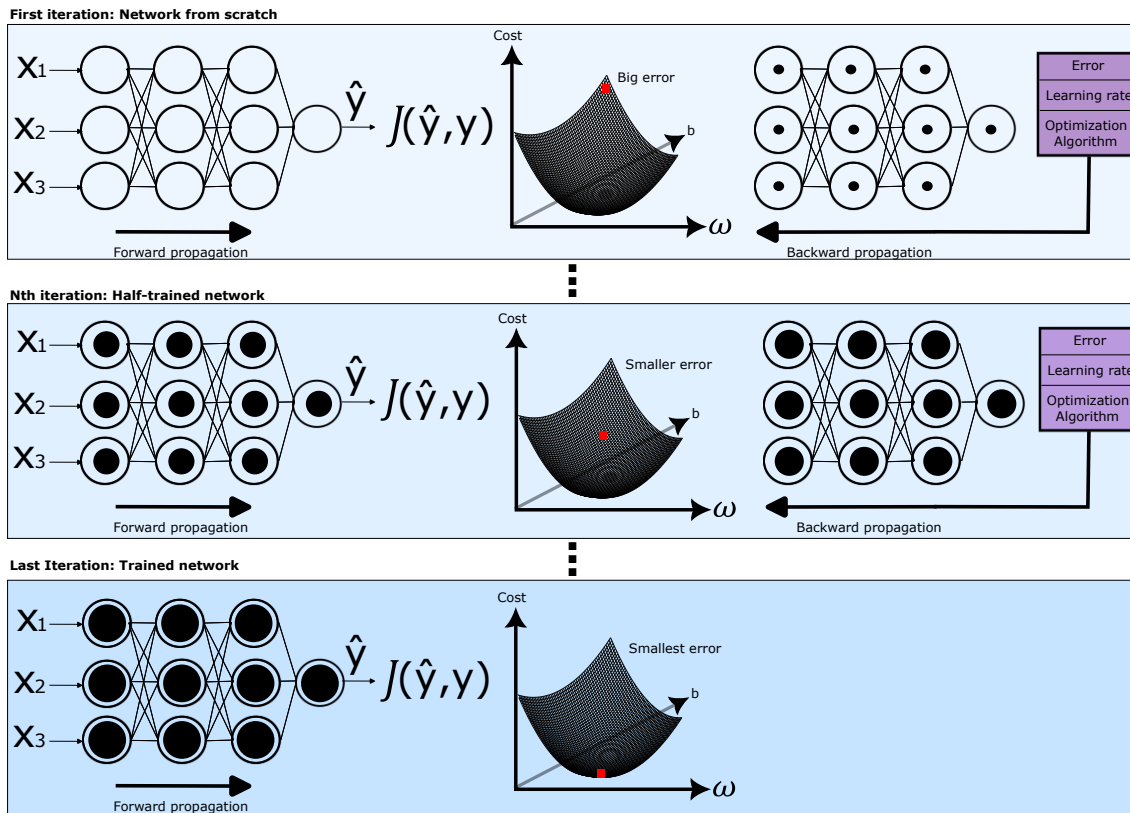 First iteration: Network from scratch
Cost
X1
X2
X3
ŷ
J(ŷ,y)
Big error
b
ω
Error
Learning rate
Optimization
Algorithm
Forward propagation
Backward propagation
Nth iteration: Half-trained network
Cost
X1
X2
X3
ŷ
J(ŷ,y)
Smaller error
b
ω
Error
Learning rate
Optimization
Algorithm
Forward propagation
Backward propagation
Last Iteration: Trained network
Cost
X1
X2
X3
ŷ
J(ŷ,y)
Smallest error
b
ω
Forward propagation